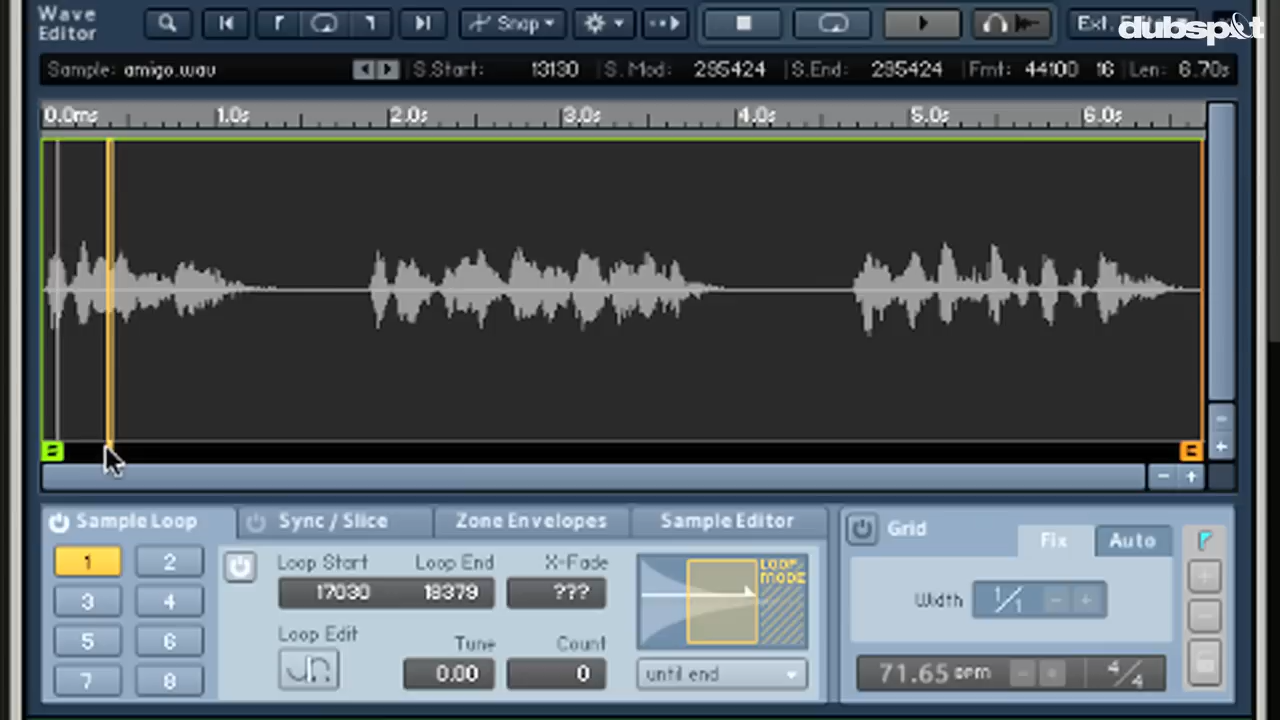 Wave Editor
Snap
Ext.
dubspot
Sample: amigo.wav S.Start: 13130 S. Mod: 295424 S.End: 295424 Fmt: 44100 16 Len: 6.70s
0.0ms 1.0s 2.0s 3.0s 4.0s 5.0s 6.0s
S
E
Sample Loop Sync / Slice Zone Envelopes Sample Editor
1 2
3 4
5 6
7 8
Loop Start Loop End X-Fade
17030 18379 ???
Loop Edit Tune Count
0.00 0
LOOP MODE
until end
Grid Fix Auto
Width 1/1 - +
71.65 BPM 4/4